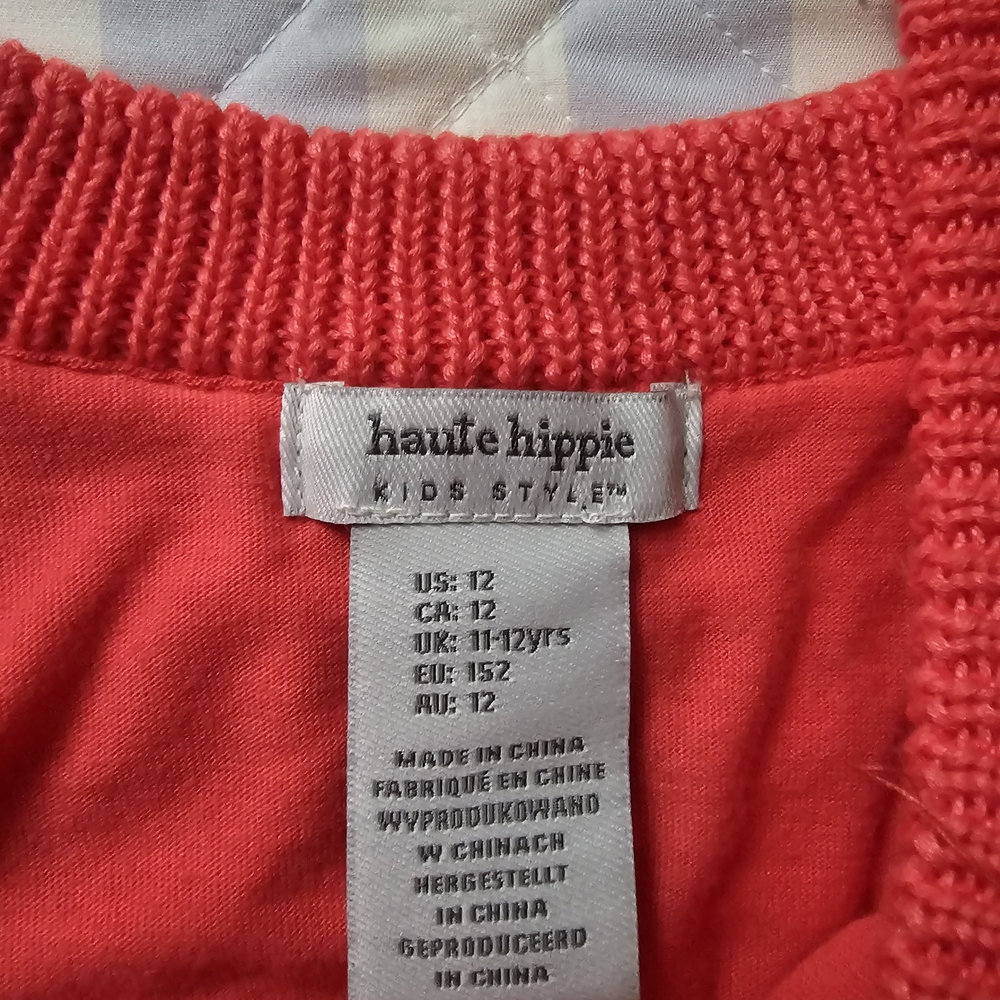 haute hippie
KIDS STYLE™
US: 12
CA: 12
UK: 11-12yrs
EU: 152
AU: 12
MADE IN CHINA
FABRIQUÉ EN CHINE
WYPRODUKOWANO
W CHINACH
HERGESTELLT
IN CHINA
GEPRODUCEERD
IN CHINA